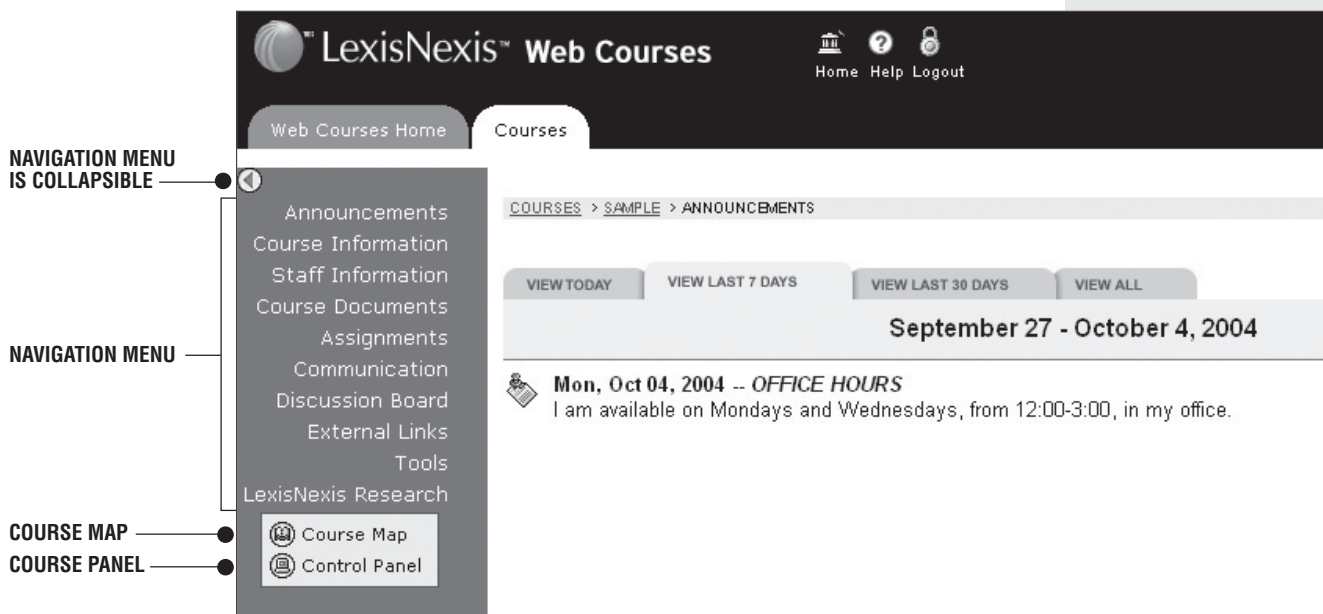 LexisNexis™ Web Courses
Home Help Logout
Web Courses Home
Courses
NAVIGATION MENU
IS COLLAPSIBLE
COURSES > SAMPLE > ANNOUNCEMENTS
Announcements
Course Information
Staff Information
Course Documents
Assignments
Communication
Discussion Board
External Links
Tools
LexisNexis Research
NAVIGATION MENU
VIEW TODAY
VIEW LAST 7 DAYS
VIEW LAST 30 DAYS
VIEW ALL
September 27 - October 4, 2004
Mon, Oct 04, 2004 -- OFFICE HOURS
I am available on Mondays and Wednesdays, from 12:00-3:00, in my office.
COURSE MAP
Course Map
COURSE PANEL
Control Panel